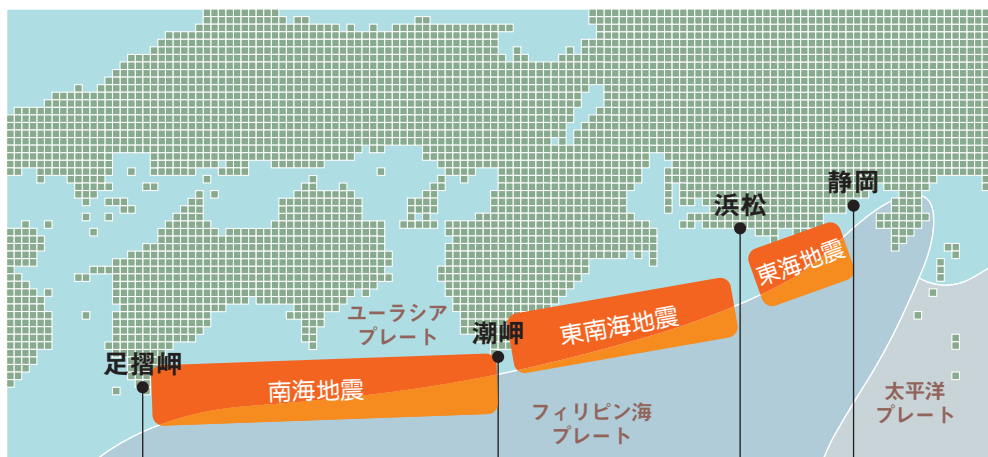 静岡
浜松
東海地震
ユーラシア
プレート
潮岬
東南海地震
足摺岬
南海地震
フィリピン海
プレート
太平洋
プレート